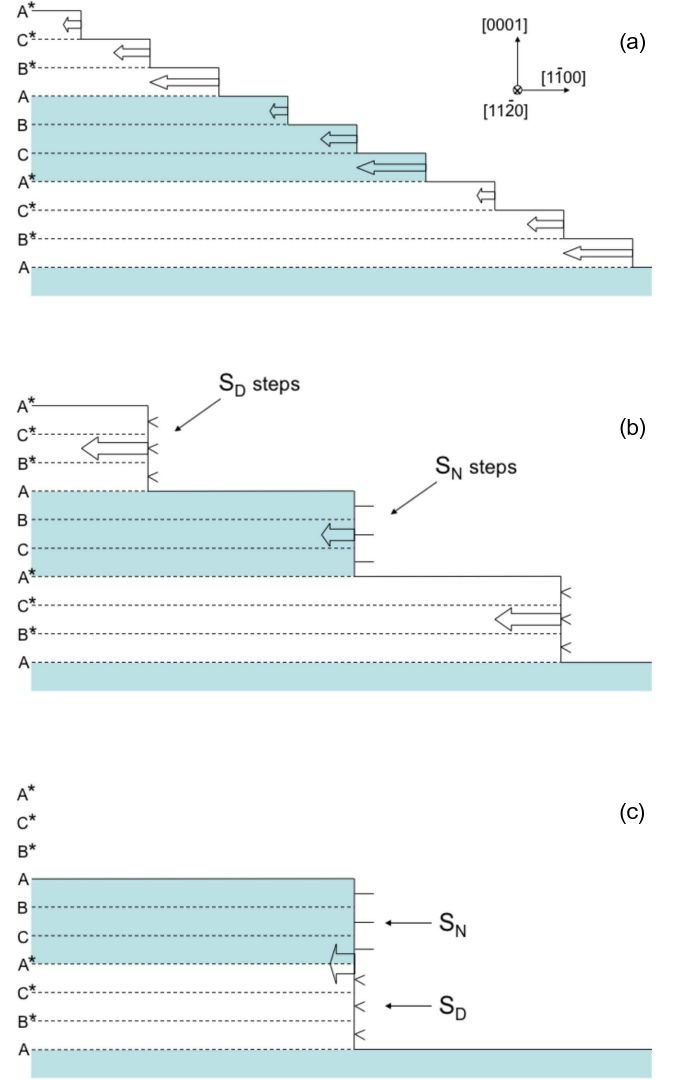 A*
[0001]
C*
(a)
B*
[11̄00]
A
[112̄0]
B
C
A*
C*
B*
A
S_D steps
A*
(b)
C*
S_N steps
B*
A
B
C
A*
C*
B*
A
A*
(c)
C*
B*
A
B
S_N
C
A*
C*
S_D
B*
A